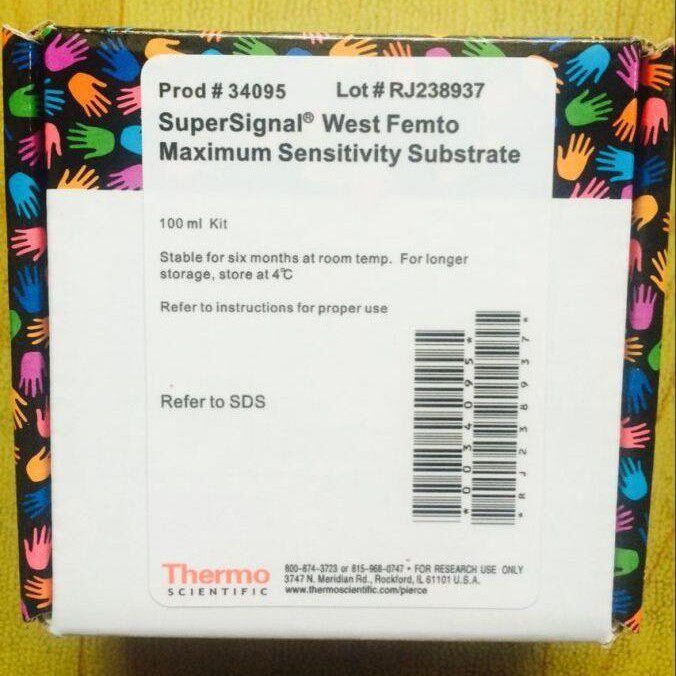 Prod # 34095 Lot # RJ238937
SuperSignal® West Femto
Maximum Sensitivity Substrate
100 ml Kit
Stable for six months at room temp. For longer
storage, store at 4℃
Refer to instructions for proper use
Refer to SDS
*0034095*
*RJ238937*
Thermo
SCIENTIFIC
800-874-3723 or 815-968-0747 • FOR RESEARCH USE ONLY
3747 N. Meridian Rd., Rockford, IL 61101 U.S.A.
www.thermoscientific.com/pierce